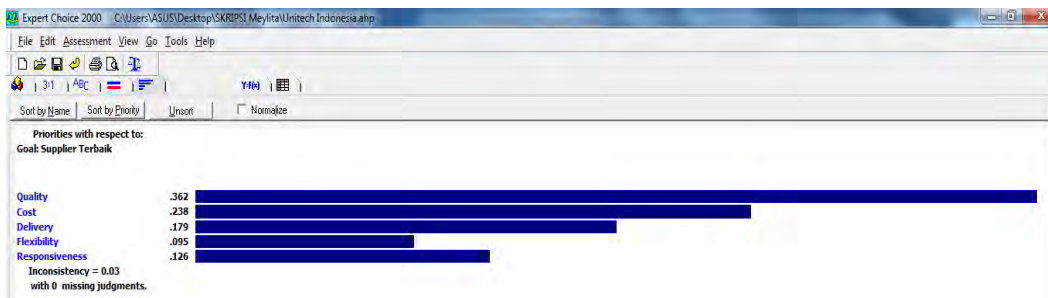 Expert Choice 2000 C:\Users\ASUS\Desktop\SKRIPSI Meylita\Unitech Indonesia.ahp
File Edit Assessment View Go Tools Help
3:1 ABC Y=f(x)
Sort by Name Sort by Priority Unsort Normalize
Priorities with respect to:
Goal: Supplier Terbaik
Quality .362
Cost .238
Delivery .179
Flexibility .095
Responsiveness .126
Inconsistency = 0.03
with 0 missing judgments.